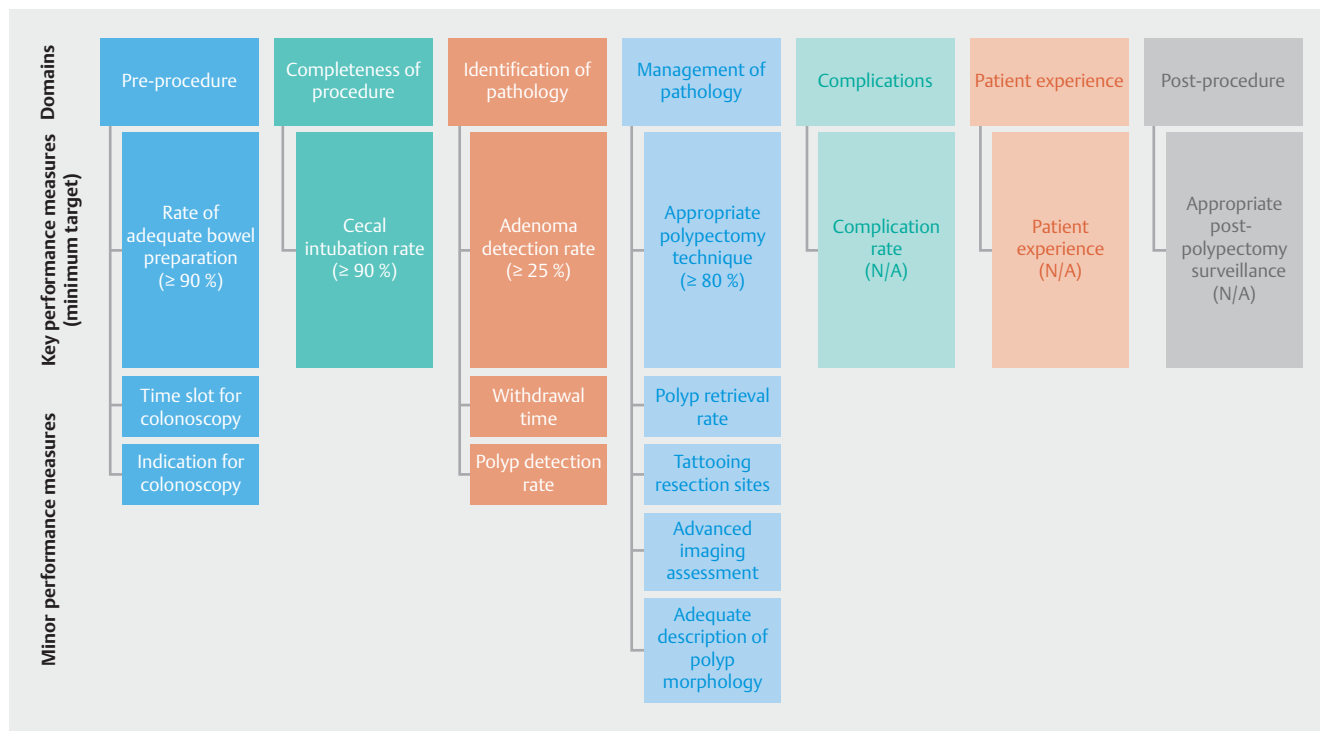 Domains
Pre-procedure
Completeness of
procedure
Identification of
pathology
Management of
pathology
Complications
Patient experience
Post-procedure
Key performance measures
(minimum target)
Rate of
adequate bowel
preparation
(≥ 90 %)
Cecal
intubation rate
(≥ 90 %)
Adenoma
detection rate
(≥ 25 %)
Appropriate
polypectomy
technique
(≥ 80 %)
Complication
rate
(N/A)
Patient
experience
(N/A)
Appropriate
post-
polypectomy
surveillance
(N/A)
Minor performance measures
Time slot for
colonoscopy
Indication for
colonoscopy
Withdrawal
time
Polyp detection
rate
Polyp retrieval
rate
Tattooing
resection sites
Advanced
imaging
assessment
Adequate
description of
polyp
morphology